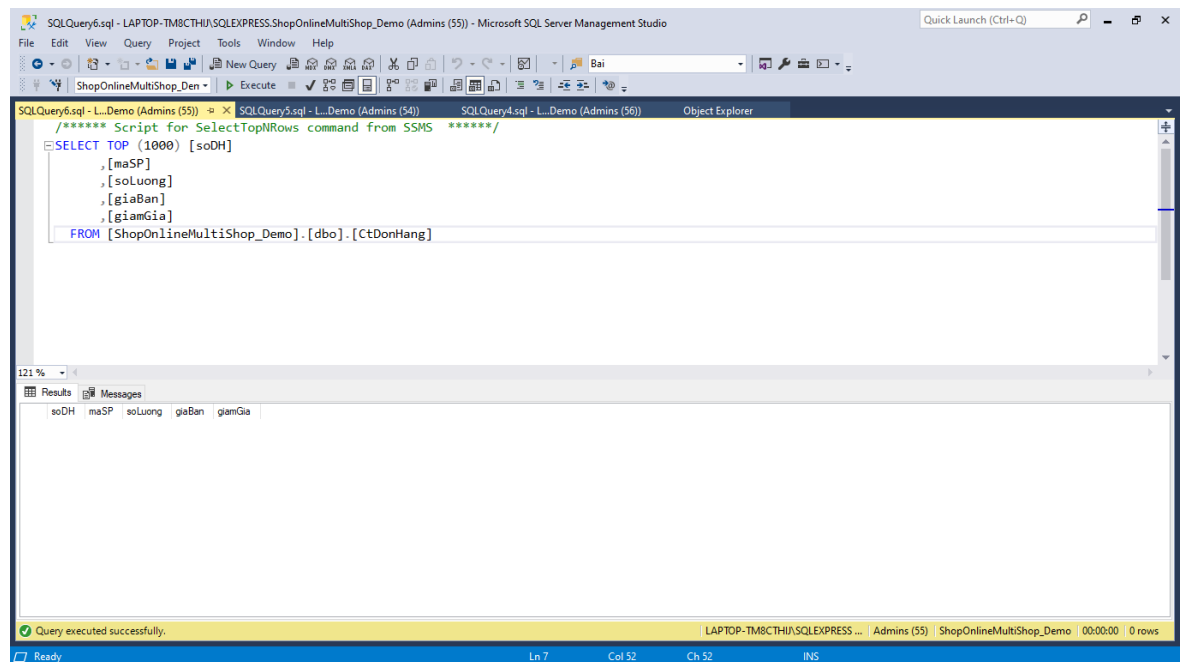 SQLQuery6.sql - LAPTOP-TM8CTHIJ\SQLEXPRESS.ShopOnlineMultiShop_Demo (Admins (55)) - Microsoft SQL Server Management Studio
Quick Launch (Ctrl+Q)
File Edit View Query Project Tools Window Help
New Query Bai
ShopOnlineMultiShop_Den Execute
SQLQuery6.sql - L...Demo (Admins (55)) SQLQuery5.sql - L...Demo (Admins (54)) SQLQuery4.sql - L...Demo (Admins (56)) Object Explorer
/****** Script for SelectTopNRows command from SSMS ******/
SELECT TOP (1000) [soDH]
,[maSP]
,[soLuong]
,[giaBan]
,[giamGia]
FROM [ShopOnlineMultiShop_Demo].[dbo].[CtDonHang]
121 %
Results Messages
soDH maSP soLuong giaBan giamGia
Query executed successfully. LAPTOP-TM8CTHIJ\SQLEXPRESS ... Admins (55) ShopOnlineMultiShop_Demo 00:00:00 0 rows
Ready Ln 7 Col 52 Ch 52 INS